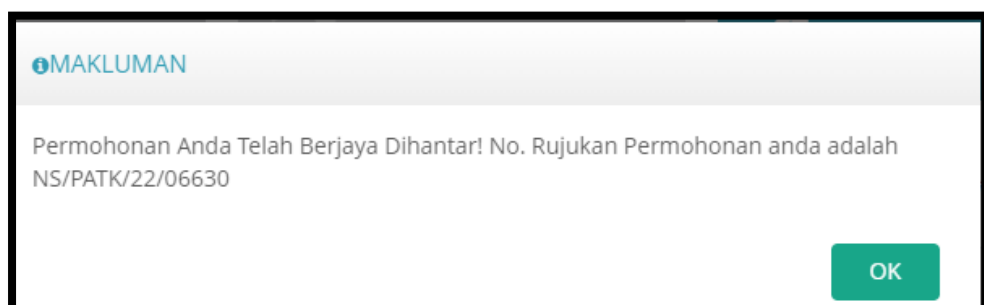 MAKLUMAN
Permohonan Anda Telah Berjaya Dihantar! No. Rujukan Permohonan anda adalah
NS/PATK/22/06630
OK